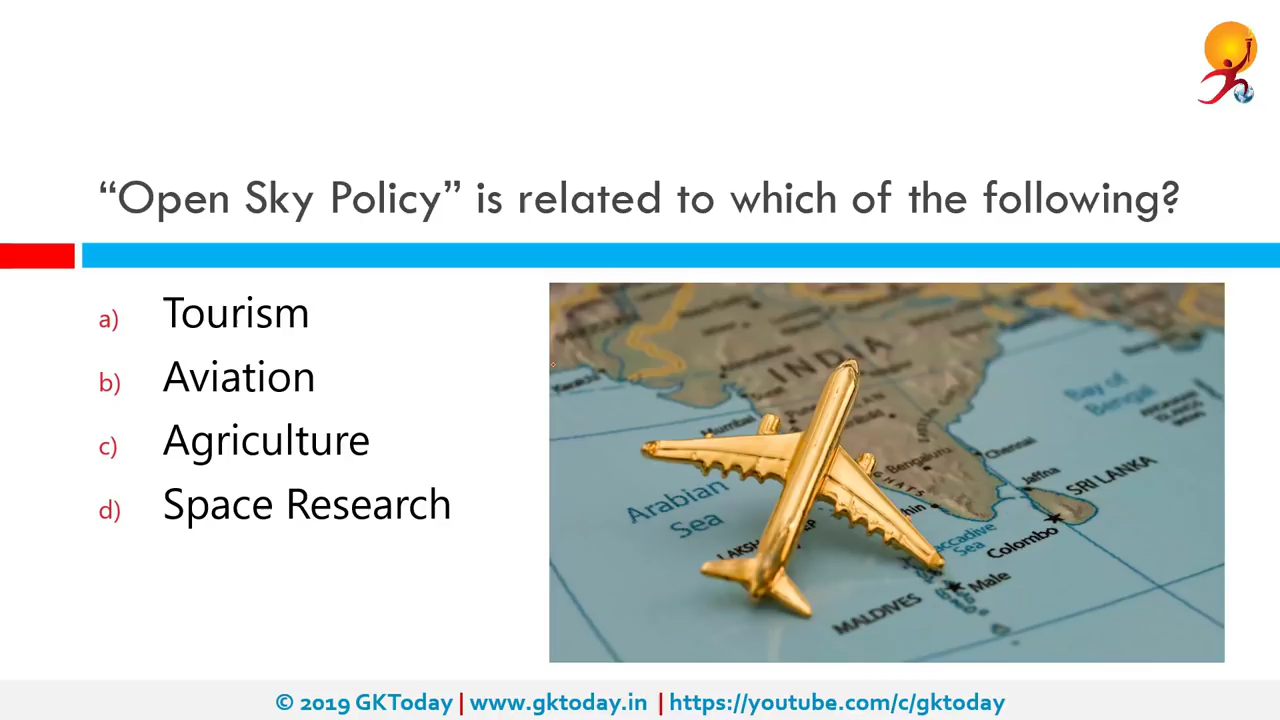 “Open Sky Policy” is related to which of the following?
a) Tourism
b) Aviation
c) Agriculture
d) Space Research
INDIA
Karachi
Surat
Mumbai
Bay of
Bengal
Chennai
Bengaluru
Jaffna
SRI LANKA
Arabian
Sea
Colombo
Sea
Male
MALDIVES
© 2019 GKToday | www.gktoday.in | https://youtube.com/c/gktoday